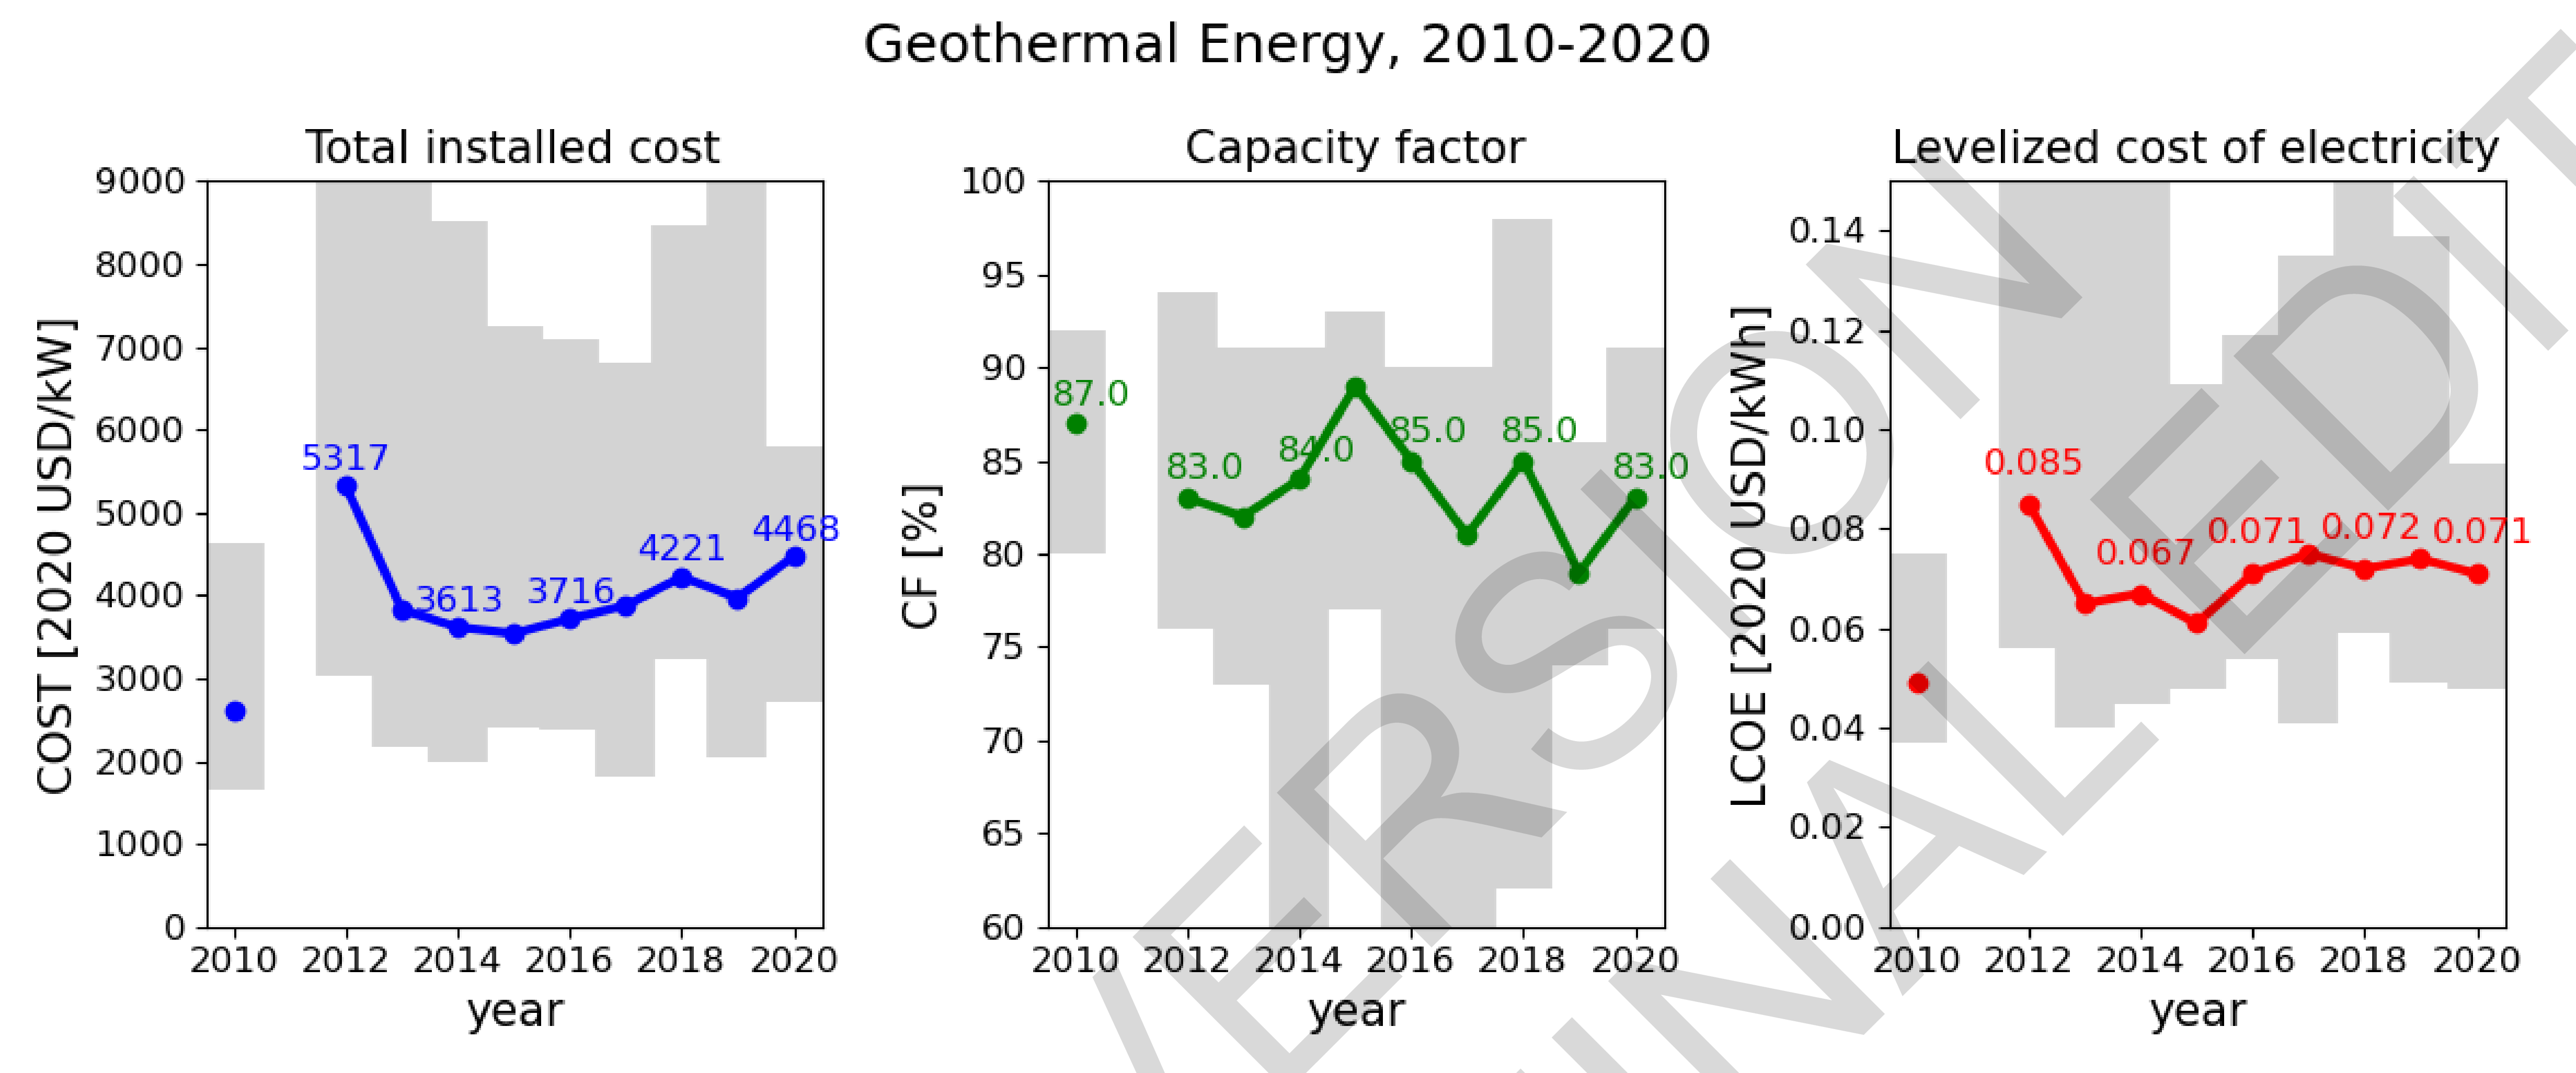 Geothermal Energy, 2010-2020
Total installed cost
COST [2020 USD/kW]
9000
8000
7000
6000
5000
4000
3000
2000
1000
0
5317
3613
3716
4221
4468
2010 2012 2014 2016 2018 2020
year
Capacity factor
CF [%]
100
95
90
85
80
75
70
65
60
87.0
83.0
84.0
85.0
85.0
83.0
2010 2012 2014 2016 2018 2020
year
Levelized cost of electricity
LCOE [2020 USD/kWh]
0.14
0.12
0.10
0.08
0.06
0.04
0.02
0.00
0.085
0.067
0.071
0.072
0.071
2010 2012 2014 2016 2018 2020
year
VERSION
INAL EDIT